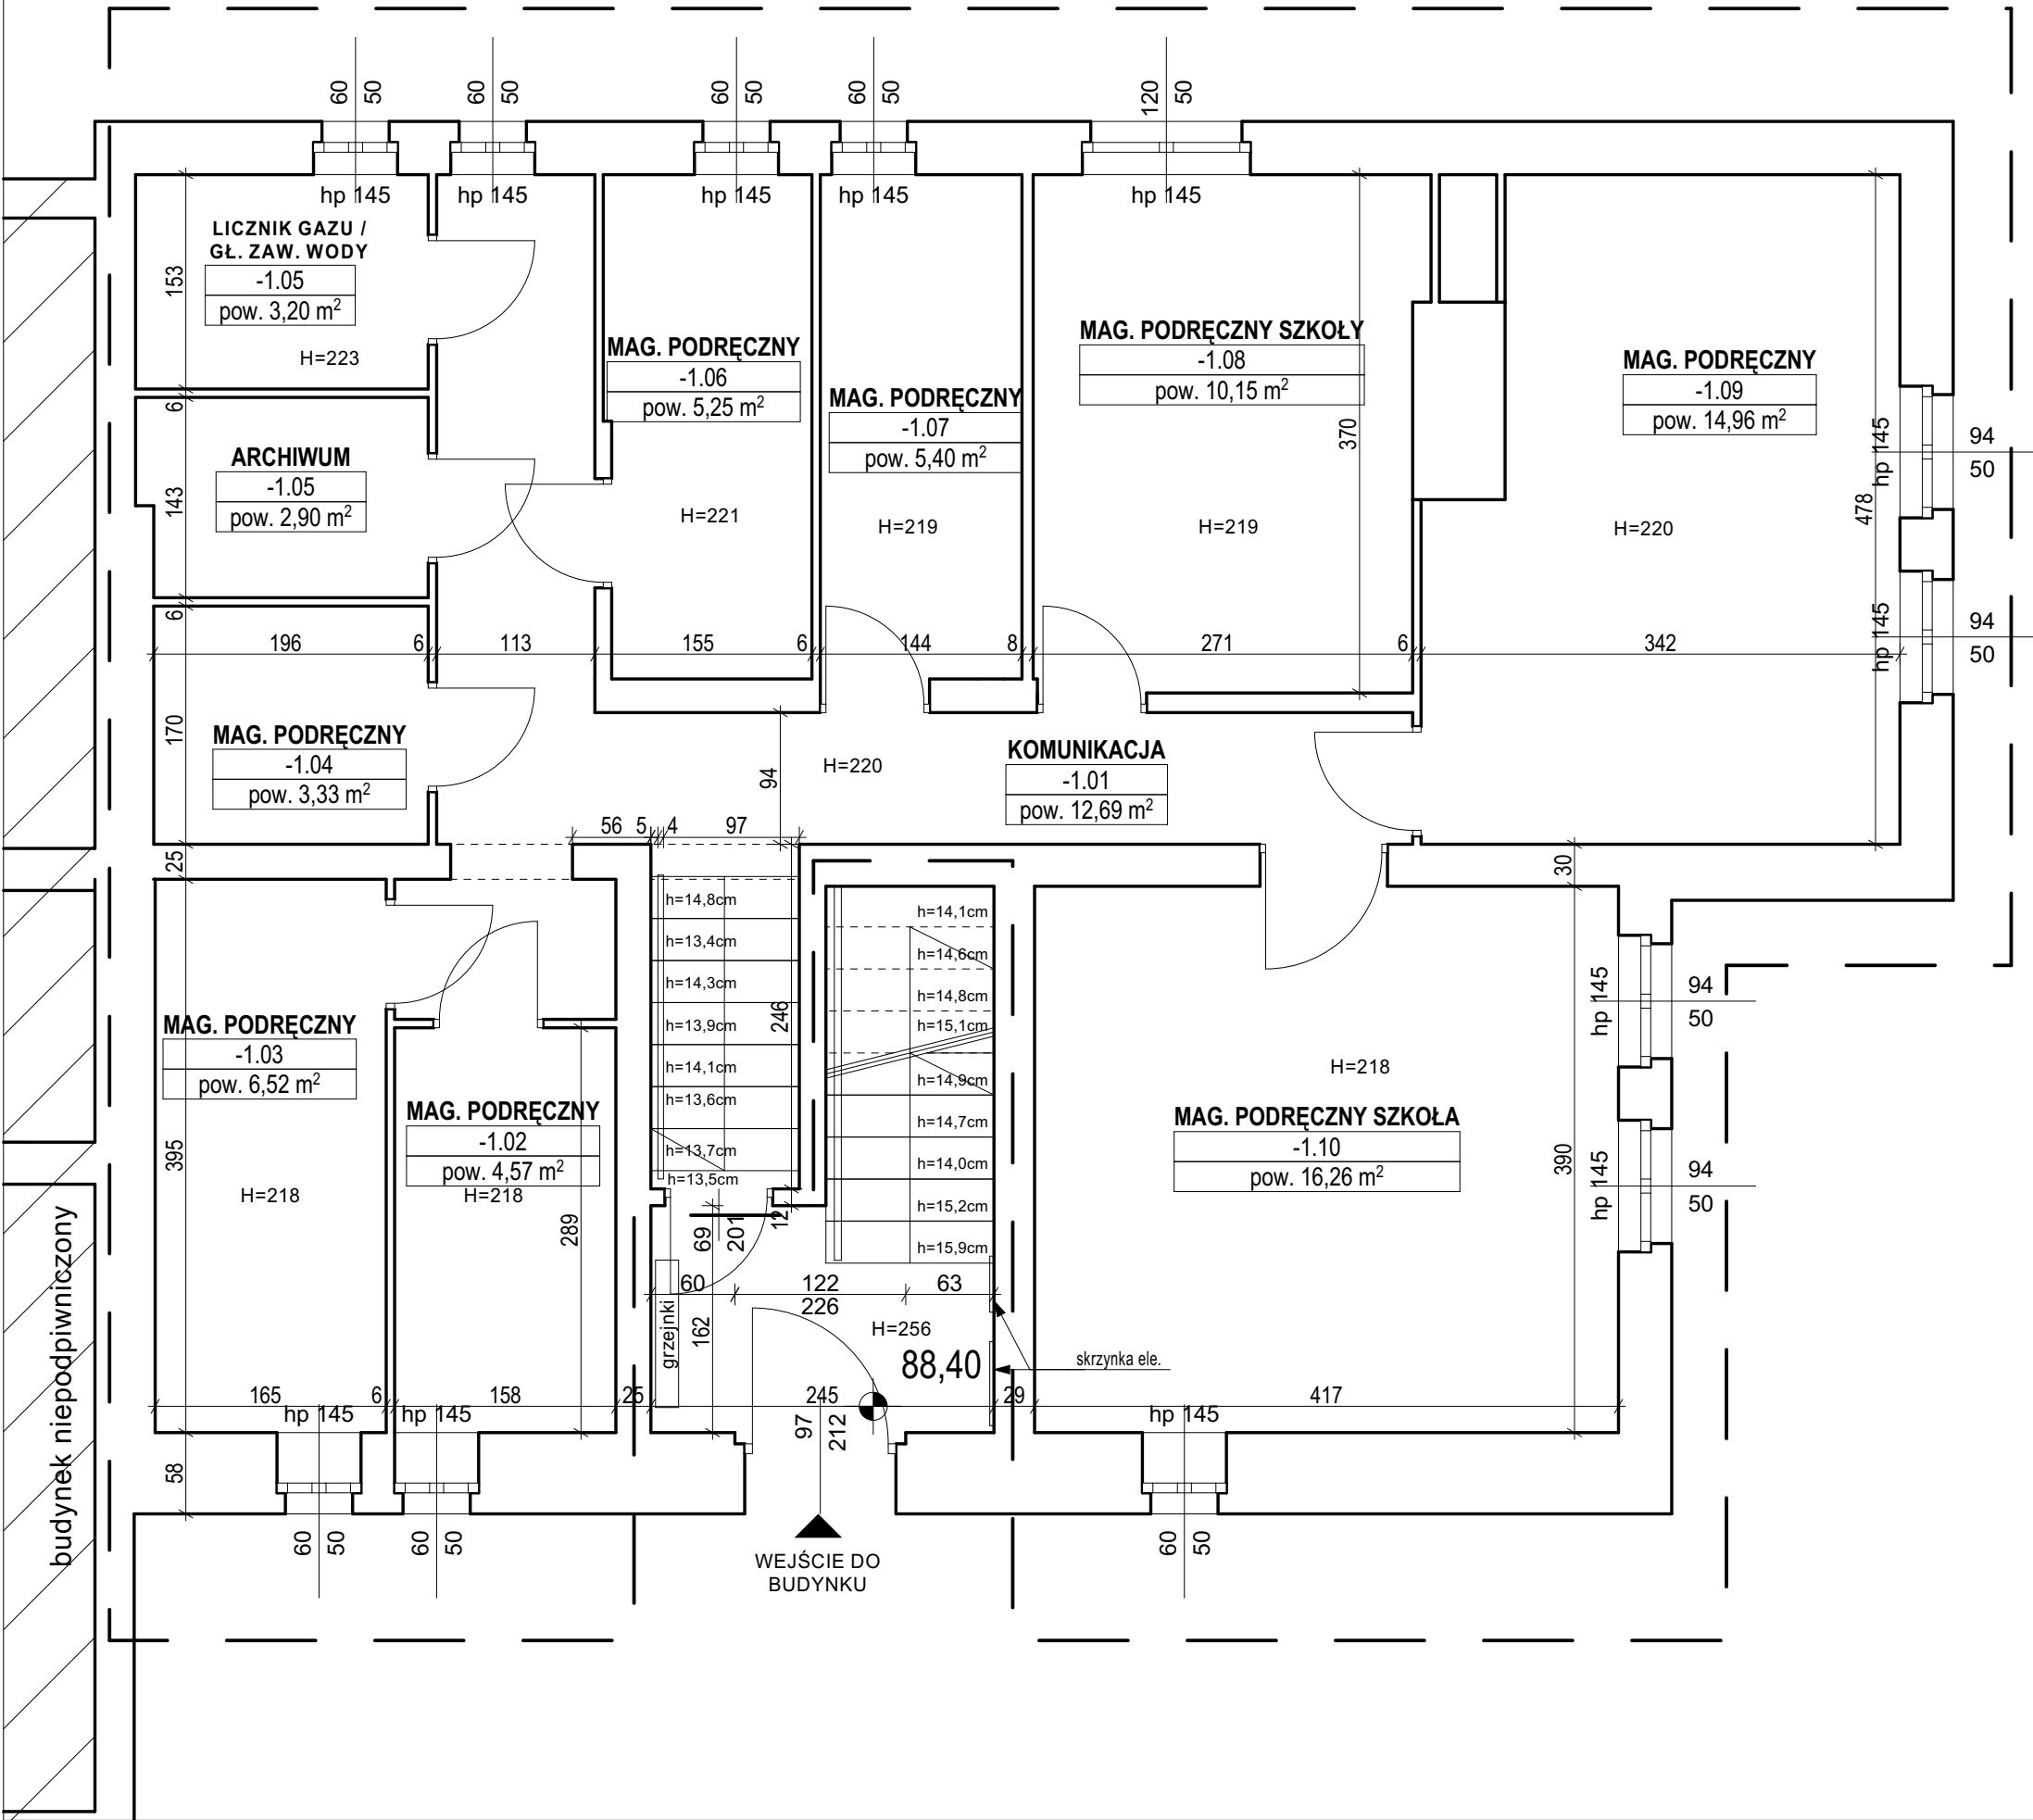 60 50
60 50
60 50
60 50
120 50
hp 145
hp 145
hp 145
hp 145
hp 145
LICZNIK GAZU /
GŁ. ZAW. WODY
-1.05
pow. 3,20 m²
H=223
153
6
ARCHIWUM
-1.05
pow. 2,90 m²
143
6
MAG. PODRĘCZNY
-1.06
pow. 5,25 m²
H=221
MAG. PODRĘCZNY
-1.07
pow. 5,40 m²
H=219
MAG. PODRĘCZNY SZKOŁY
-1.08
pow. 10,15 m²
H=219
370
MAG. PODRĘCZNY
-1.09
pow. 14,96 m²
H=220
478
hp 145
94
50
hp 145
94
50
196
6
113
155
6
144
8
271
6
342
170
MAG. PODRĘCZNY
-1.04
pow. 3,33 m²
94
H=220
KOMUNIKACJA
-1.01
pow. 12,69 m²
56
5
4
97
25
30
h=14,8cm
h=13,4cm
h=14,3cm
h=13,9cm
h=14,1cm
h=13,6cm
h=13,7cm
h=13,5cm
246
12
h=14,1cm
h=14,6cm
h=14,8cm
h=15,1cm
h=14,9cm
h=14,7cm
h=14,0cm
h=15,2cm
h=15,9cm
MAG. PODRĘCZNY
-1.03
pow. 6,52 m²
H=218
395
MAG. PODRĘCZNY
-1.02
pow. 4,57 m²
H=218
289
H=218
MAG. PODRĘCZNY SZKOŁA
-1.10
pow. 16,26 m²
390
hp 145
94
50
hp 145
94
50
69
201
60
122
63
226
162
grzejnki
H=256
88,40
skrzynka ele.
165
6
158
25
245
29
417
hp 145
hp 145
hp 145
97
212
58
60 50
60 50
60 50
WEJŚCIE DO
BUDYNKU
budynek niepodpiwniczony